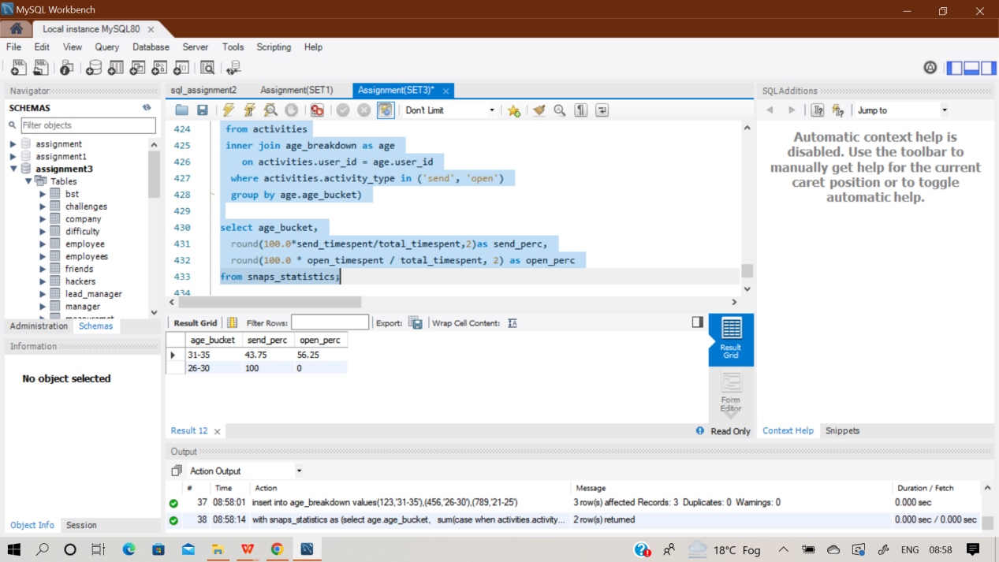 MySQL Workbench
Local instance MySQL80
File Edit View Query Database Server Tools Scripting Help
Navigator
SCHEMAS
Filter objects
assignment
assignment1
assignment3
Tables
bst
challenges
company
difficulty
employee
employees
friends
hackers
lead_manager
manager
Administration Schemas
Information
No object selected
Object Info Session
sql_assignment2 Assignment(SET1) Assignment(SET3)*
Don't Limit
424 from activities
425 inner join age_breakdown as age
426 on activities.user_id = age.user_id
427 where activities.activity_type in ('send', 'open')
428 group by age.age_bucket)
429
430 select age_bucket,
431 round(100.0*send_timespent/total_timespent,2)as send_perc,
432 round(100.0 * open_timespent / total_timespent, 2) as open_perc
433 from snaps_statistics;
434
Result Grid Filter Rows: Export: Wrap Cell Content:
age_bucket send_perc open_perc
31-35 43.75 56.25
26-30 100 0
Result Grid
Form Editor
Result 12
Read Only
SQLAdditions
Jump to
Automatic context help is
disabled. Use the toolbar to
manually get help for the current
caret position or to toggle
automatic help.
Context Help Snippets
Output
Action Output
# Time Action Message Duration / Fetch
37 08:58:01 insert into age_breakdown values(123,'31-35'),(456,'26-30'),(789,'21-25') 3 row(s) affected Records: 3 Duplicates: 0 Warnings: 0 0.000 sec
38 08:58:14 with snaps_statistics as (select age.age_bucket, sum(case when activities.activity... 2 row(s) returned 0.000 sec / 0.000 sec
18°C Fog ENG 08:58